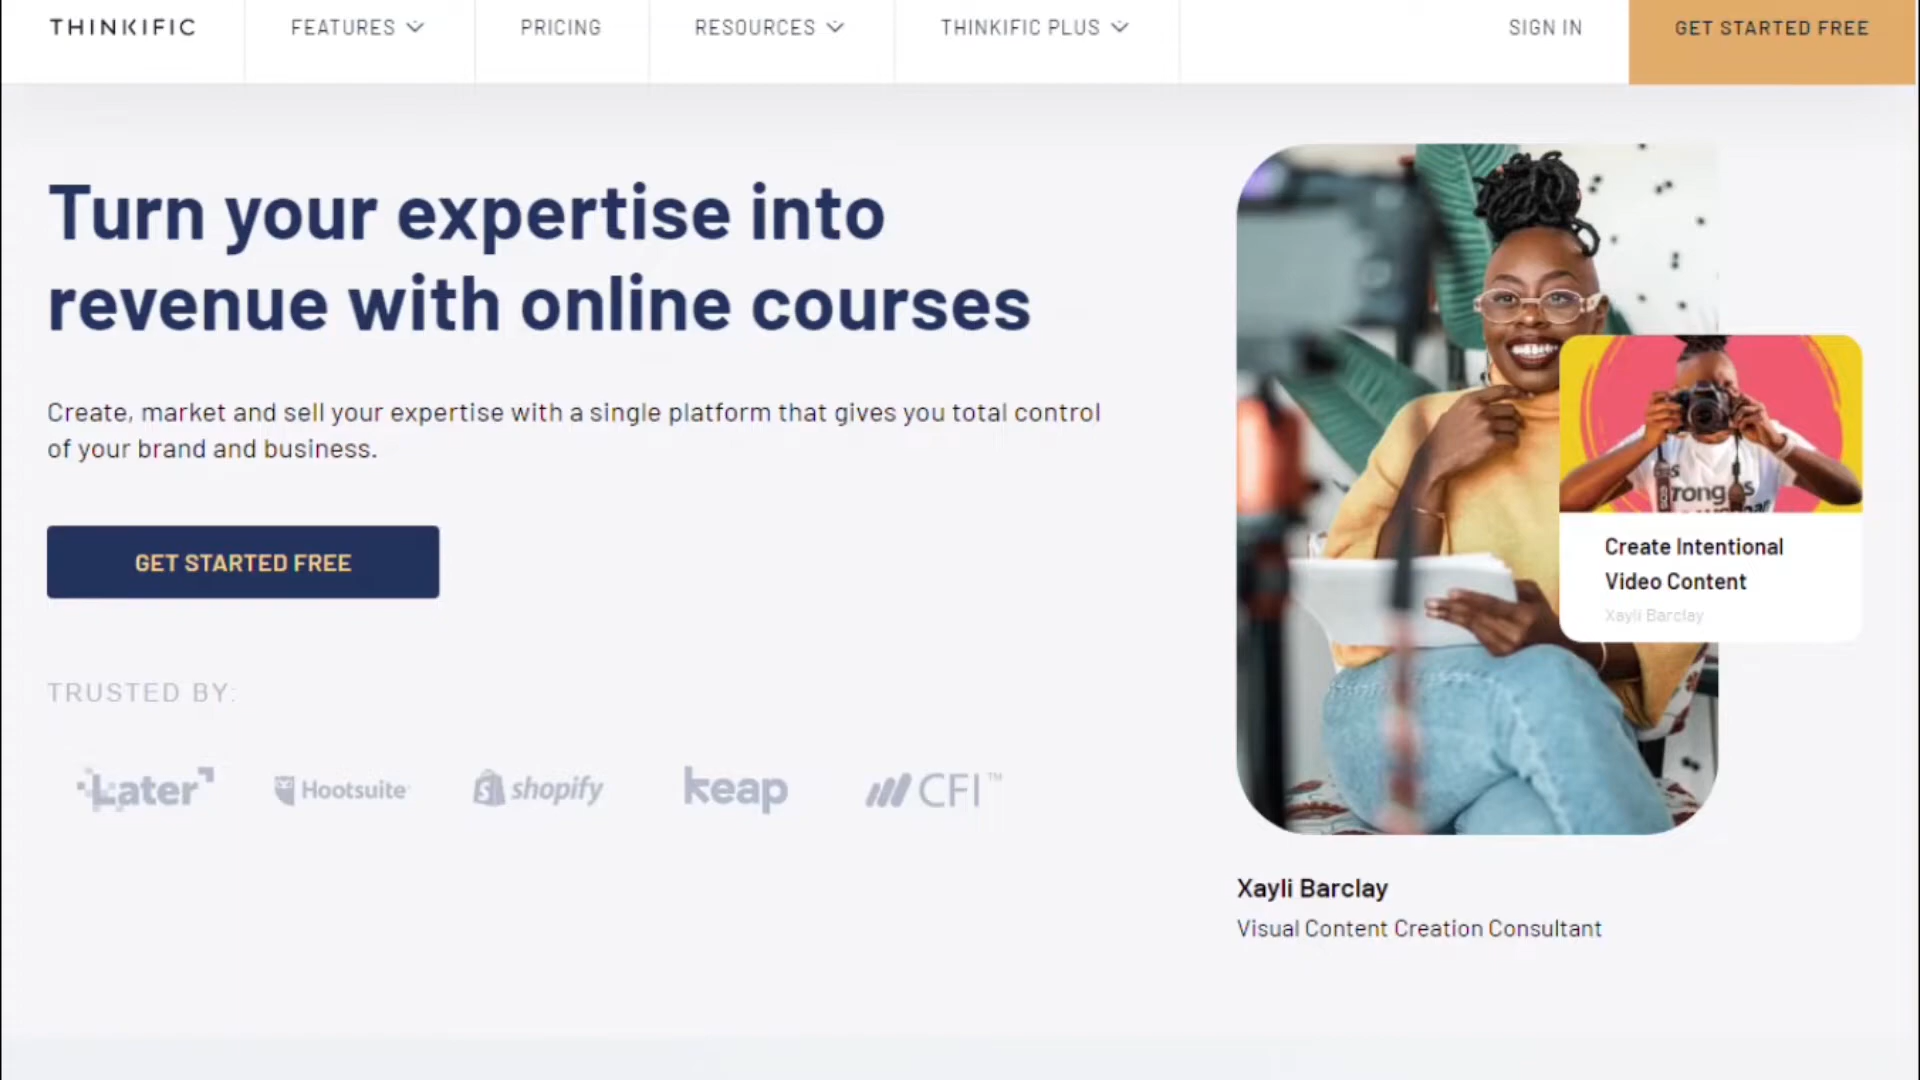 THINKIFIC
FEATURES
PRICING
RESOURCES
THINKIFIC PLUS
SIGN IN
GET STARTED FREE
Turn your expertise into
revenue with online courses
Create, market and sell your expertise with a single platform that gives you total control
of your brand and business.
GET STARTED FREE
TRUSTED BY:
Later
Hootsuite
shopify
keap
CFI™
Create Intentional
Video Content
Xayli Barclay
Xayli Barclay
Visual Content Creation Consultant